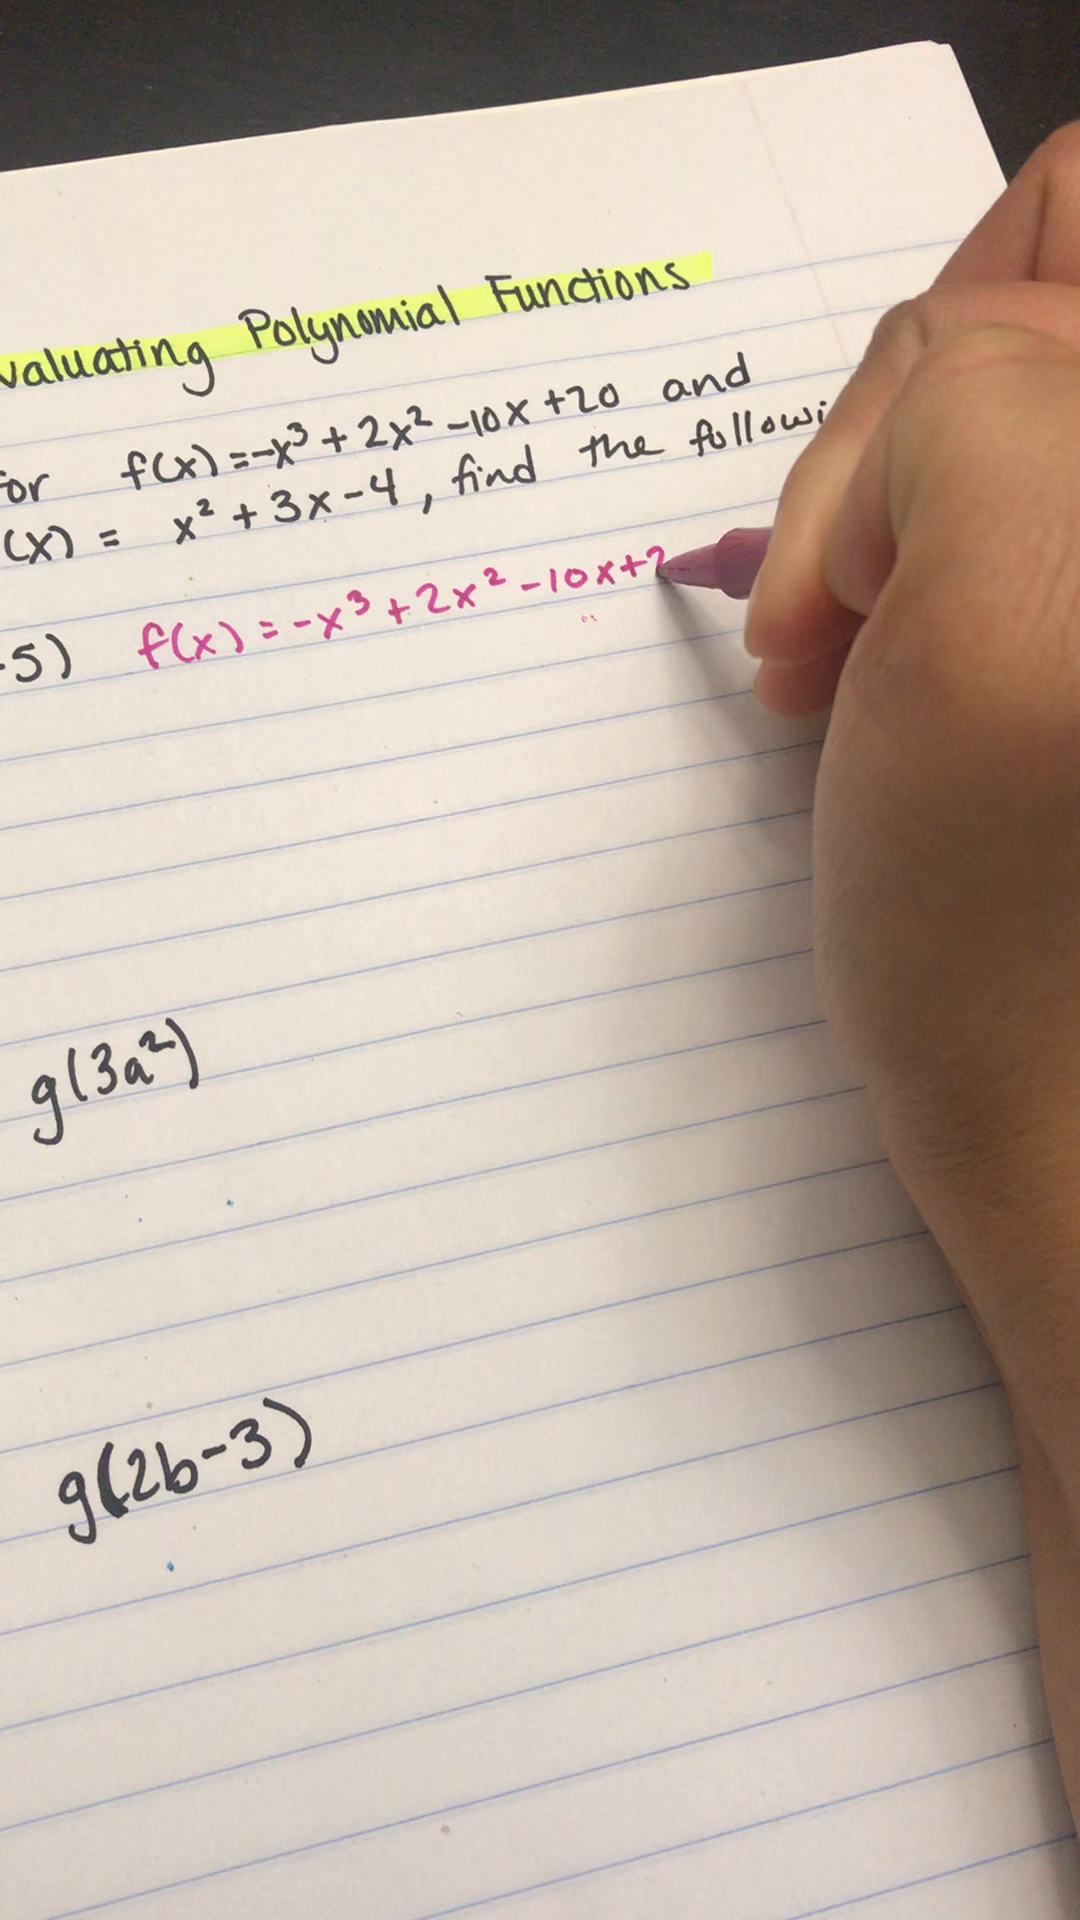 valuating Polynomial Functions
for f(x) = -x³ + 2x² - 10x + 20 and
(x) = x² + 3x - 4, find the followi
-5) f(x) = -x³ + 2x² - 10x + 2
g(3a²)
g(2b-3)